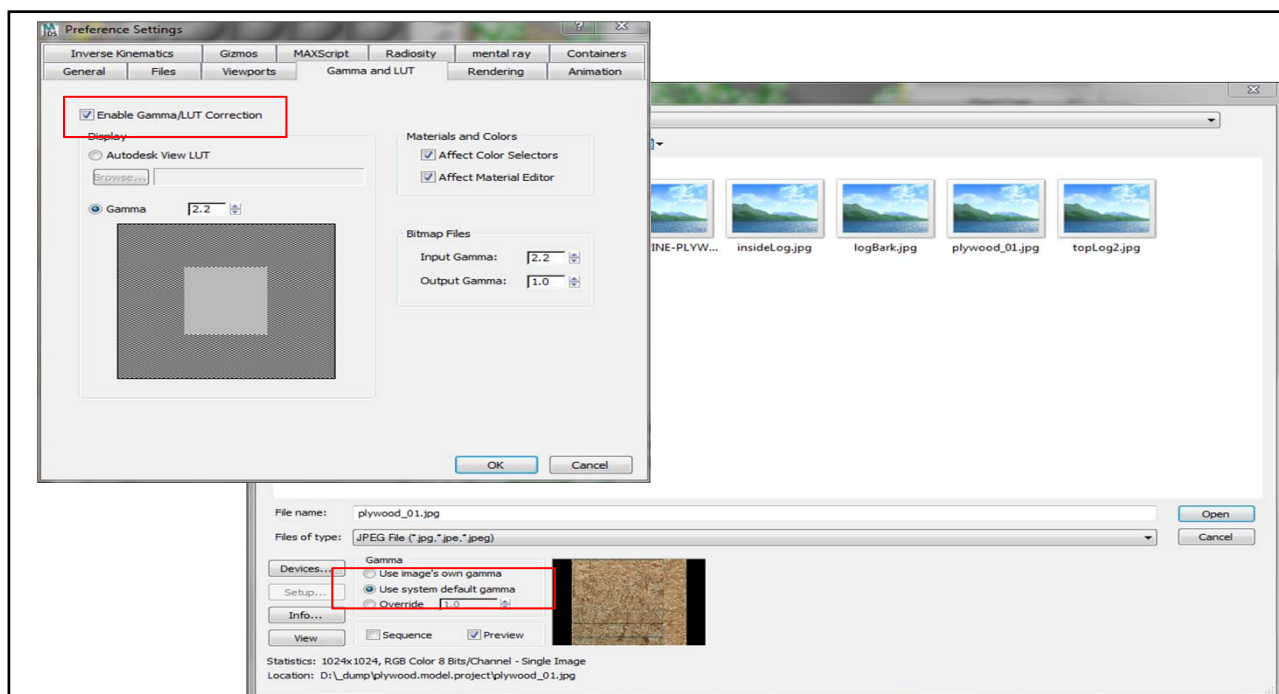 Preference Settings
Inverse Kinematics Gizmos MAXScript Radiosity mental ray Containers
General Files Viewports Gamma and LUT Rendering Animation
Enable Gamma/LUT Correction
Display
Autodesk View LUT
Browse...
Gamma 2.2
Materials and Colors
Affect Color Selectors
Affect Material Editor
Bitmap Files
Input Gamma: 2.2
Output Gamma: 1.0
OK Cancel
INE-PLYW... insideLog.jpg logBark.jpg plywood_01.jpg topLog2.jpg
File name: plywood_01.jpg Open
Files of type: JPEG File (*.jpg,*.jpe,*.jpeg) Cancel
Devices...
Setup...
Info...
View
Gamma
Use image's own gamma
Use system default gamma
Override 1.0
Sequence Preview
Statistics: 1024x1024, RGB Color 8 Bits/Channel - Single Image
Location: D:\_dump\plywood.model.project\plywood_01.jpg